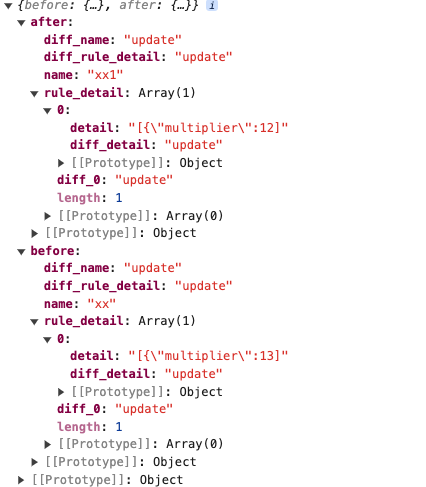 {before: {…}, after: {…}} i
after:
diff_name: "update"
diff_rule_detail: "update"
name: "xx1"
rule_detail: Array(1)
0:
detail: "[{\"multiplier\":12]"
diff_detail: "update"
[[Prototype]]: Object
diff_0: "update"
length: 1
[[Prototype]]: Array(0)
[[Prototype]]: Object
before:
diff_name: "update"
diff_rule_detail: "update"
name: "xx"
rule_detail: Array(1)
0:
detail: "[{\"multiplier\":13]"
diff_detail: "update"
[[Prototype]]: Object
diff_0: "update"
length: 1
[[Prototype]]: Array(0)
[[Prototype]]: Object
[[Prototype]]: Object